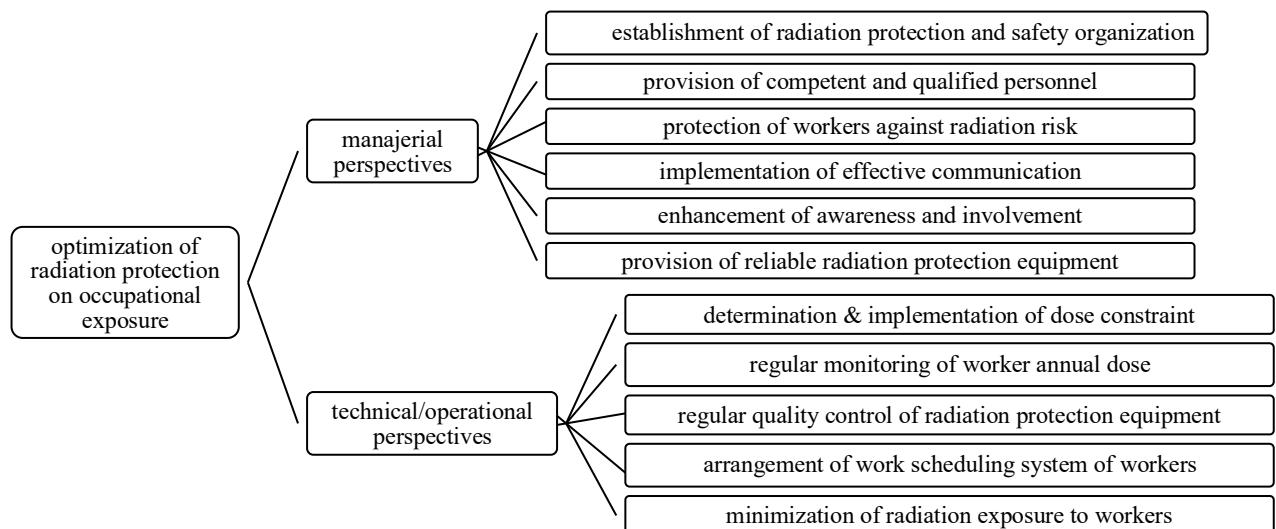 optimization of
radiation protection
on occupational
exposure
manajerial
perspectives
establishment of radiation protection and safety organization
provision of competent and qualified personnel
protection of workers against radiation risk
implementation of effective communication
enhancement of awareness and involvement
provision of reliable radiation protection equipment
technical/operational
perspectives
determination & implementation of dose constraint
regular monitoring of worker annual dose
regular quality control of radiation protection equipment
arrangement of work scheduling system of workers
minimization of radiation exposure to workers